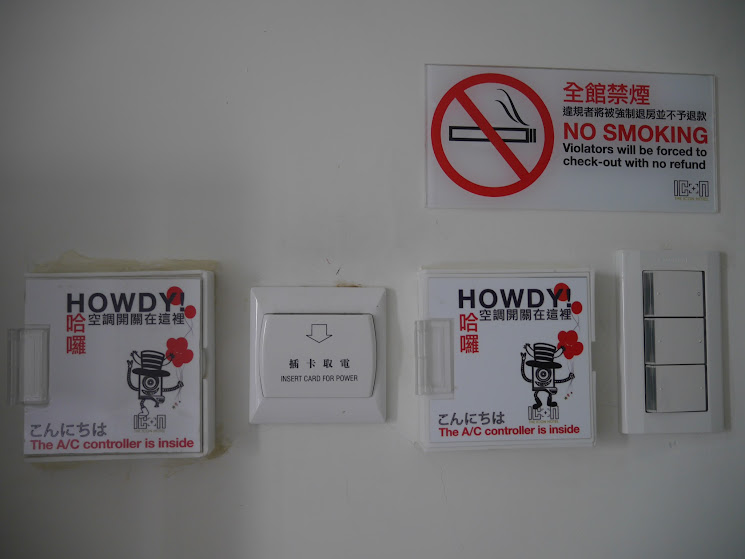 全館禁煙
違規者將被強制退房並不予退款
NO SMOKING
Violators will be forced to
check-out with no refund
ICON
HOWDY!
哈囉
空調開關在這裡
ICON
こんにちは
The A/C controller is inside
插卡取電
INSERT CARD FOR POWER
HOWDY!
哈囉
空調開關在這裡
ICON
こんにちは
The A/C controller is inside